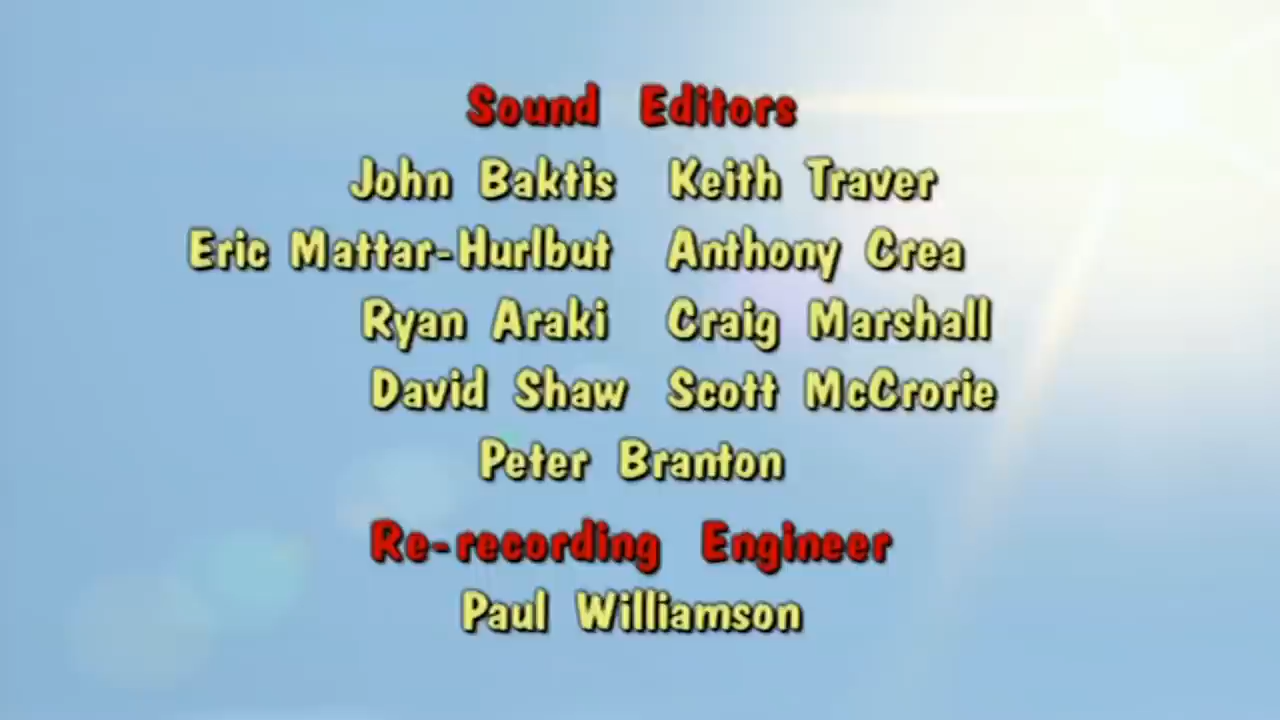 Sound Editors
John Baktis Keith Traver
Eric Mattar-Hurlbut Anthony Crea
Ryan Araki Craig Marshall
David Shaw Scott McCrorie
Peter Branton
Re-recording Engineer
Paul Williamson